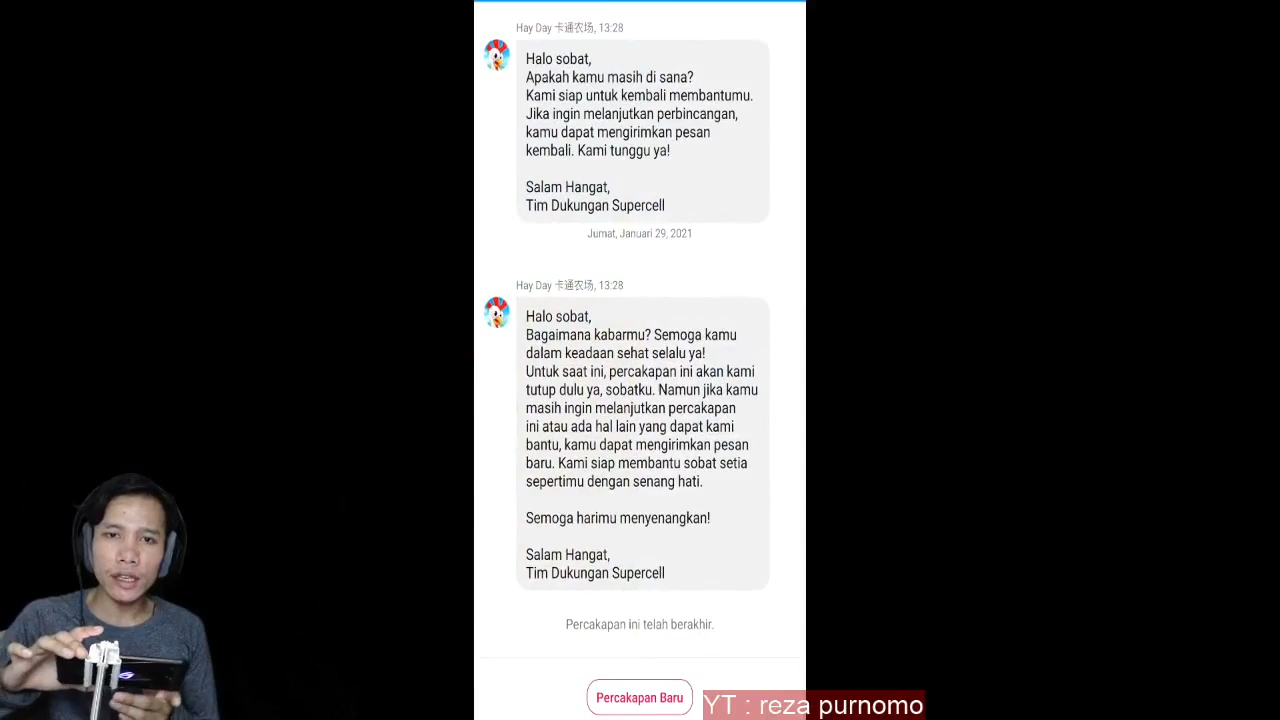 Hay Day 卡通农场, 13:28
Halo sobat,
Apakah kamu masih di sana?
Kami siap untuk kembali membantumu.
Jika ingin melanjutkan perbincangan,
kamu dapat mengirimkan pesan
kembali. Kami tunggu ya!
Salam Hangat,
Tim Dukungan Supercell
Jumat, Januari 29, 2021
Hay Day 卡通农场, 13:28
Halo sobat,
Bagaimana kabarmu? Semoga kamu
dalam keadaan sehat selalu ya!
Untuk saat ini, percakapan ini akan kami
tutup dulu ya, sobatku. Namun jika kamu
masih ingin melanjutkan percakapan
ini atau ada hal lain yang dapat kami
bantu, kamu dapat mengirimkan pesan
baru. Kami siap membantu sobat setia
sepertimu dengan senang hati.
Semoga harimu menyenangkan!
Salam Hangat,
Tim Dukungan Supercell
Percakapan ini telah berakhir.
Percakapan Baru
YT : reza purnomo